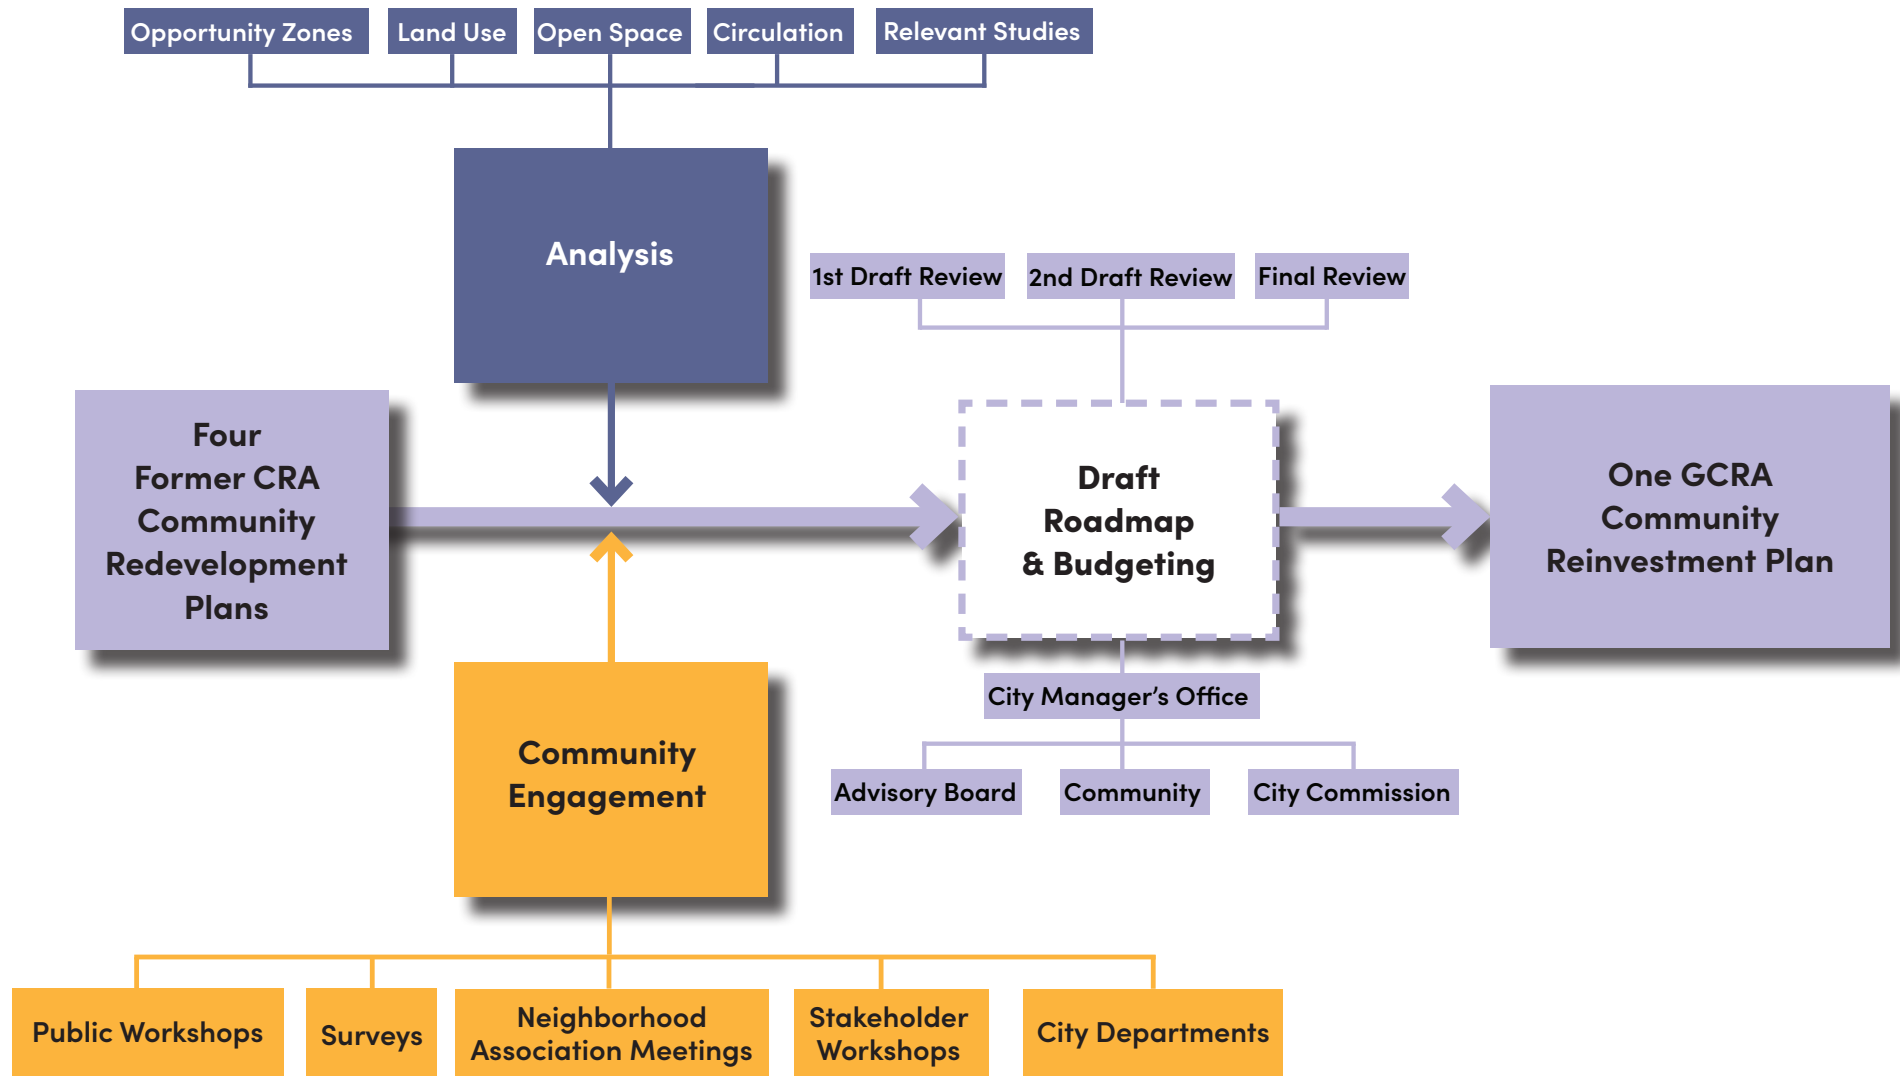 Opportunity Zones
Land Use
Open Space
Circulation
Relevant Studies
Analysis
1st Draft Review
2nd Draft Review
Final Review
Four
Former CRA
Community
Redevelopment
Plans
Draft
Roadmap
& Budgeting
One GCRA
Community
Reinvestment Plan
City Manager’s Office
Advisory Board
Community
City Commission
Community
Engagement
Public Workshops
Surveys
Neighborhood
Association Meetings
Stakeholder
Workshops
City Departments